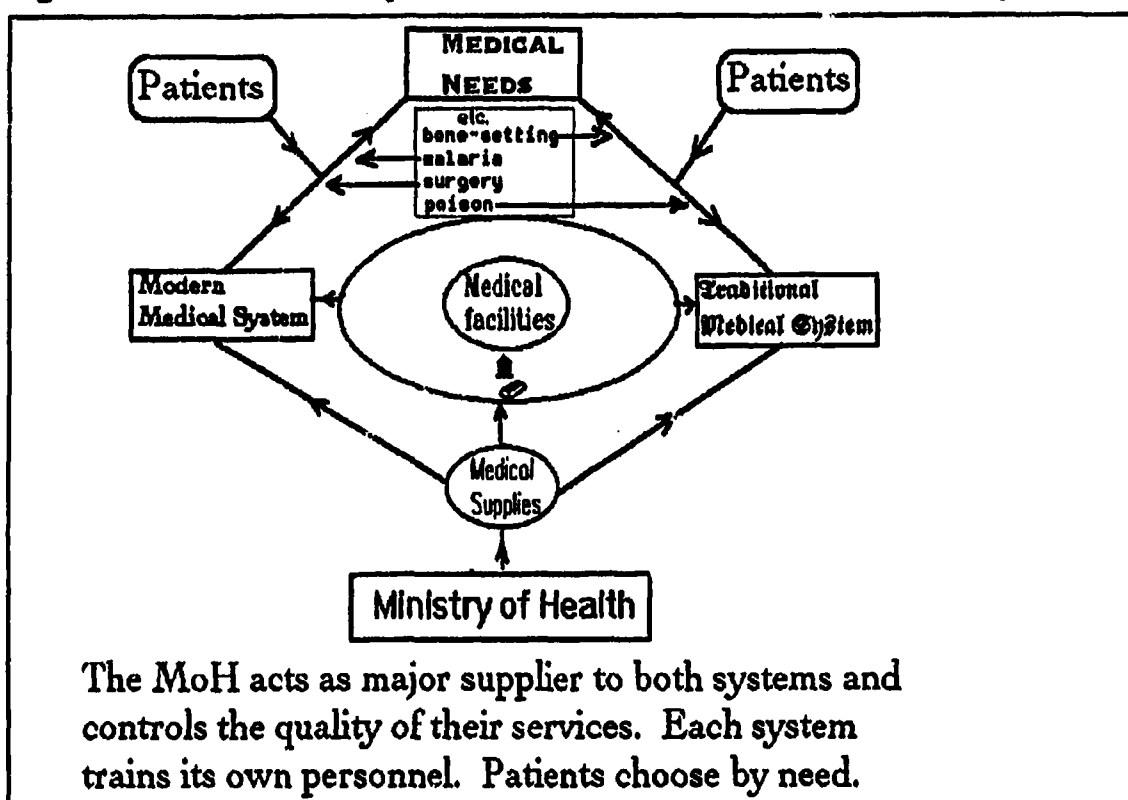 MEDICAL
NEEDS
Patients
Patients
etc.
bone-setting
malaria
surgery
poison
Modern
Medical System
Medical
facilities
Traditional
Medical System
Medical
Supplies
Ministry of Health
The MoH acts as major supplier to both systems and
controls the quality of their services. Each system
trains its own personnel. Patients choose by need.